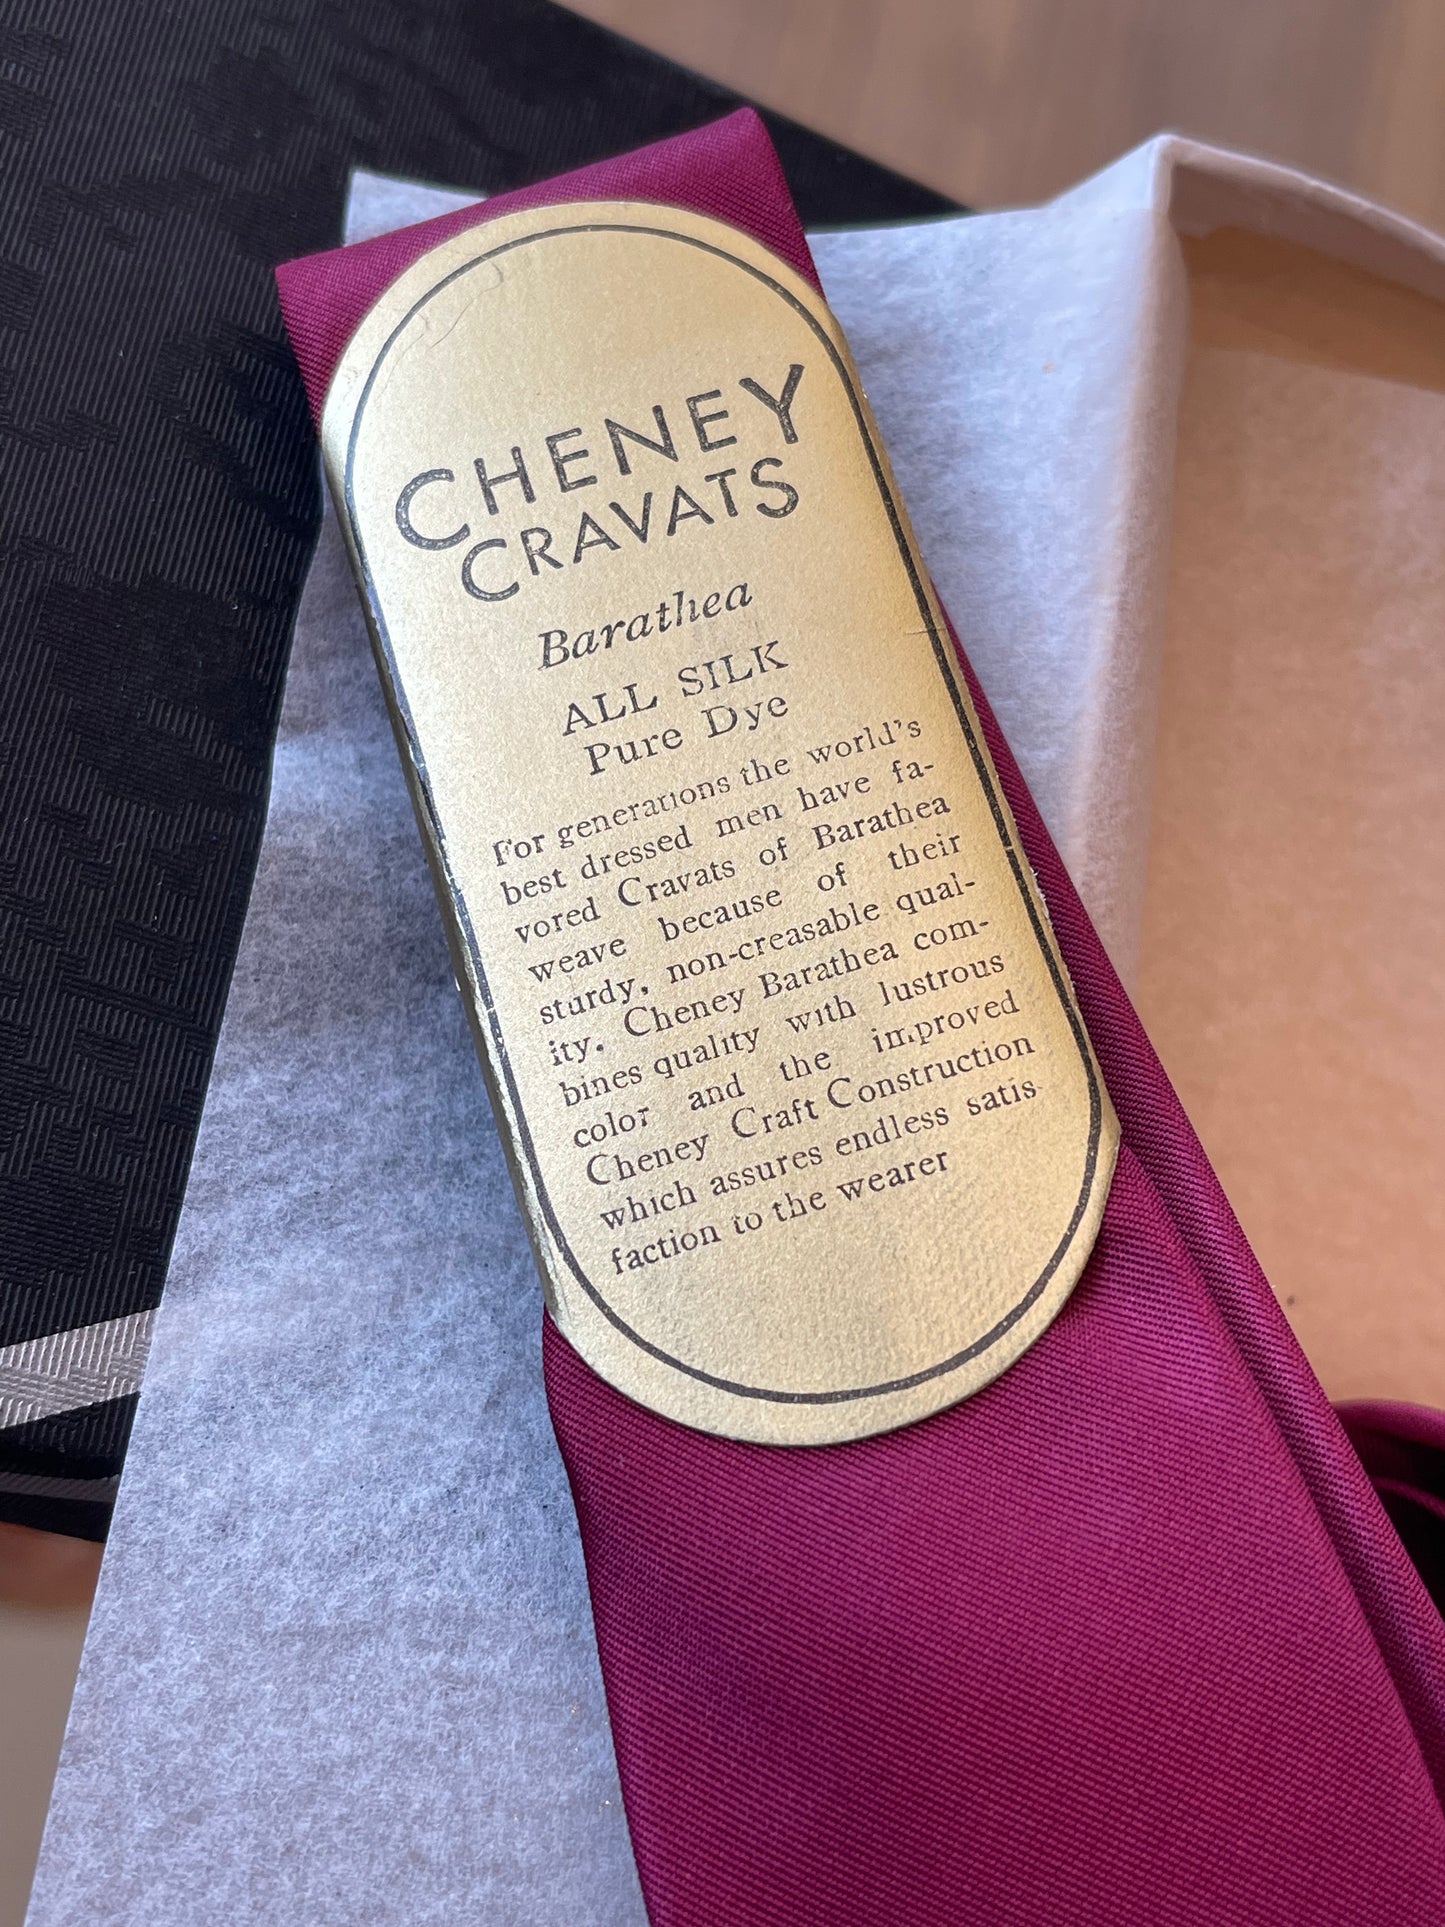 CHENEY
CRAVATS
Barathea
ALL SILK
Pure Dye
For generations the world's
best dressed men have fa-
vored Cravats of Barathea
weave because of their
sturdy, non-creasable qual-
ity. Cheney Barathea com-
bines quality with lustrous
color and the improved
Cheney Craft Construction
which assures endless satis-
faction to the wearer